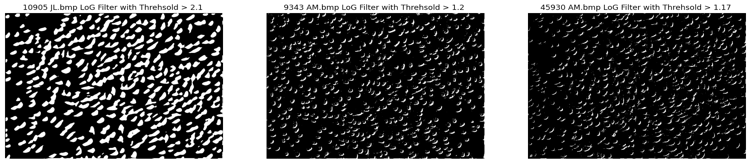 10905 JL.bmp LoG Filter with Threhsold > 2.1
9343 AM.bmp LoG Filter with Threhsold > 1.2
45930 AM.bmp LoG Filter with Threhsold > 1.17